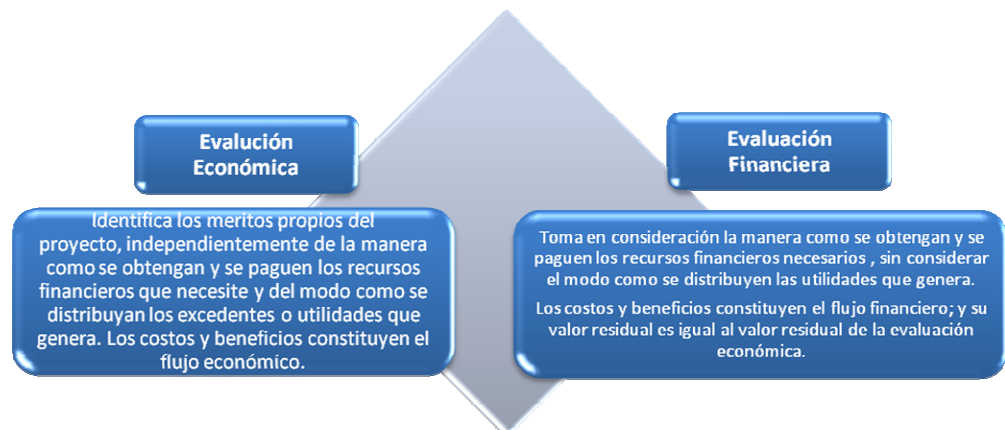 Evalución
Económica
Identifica los meritos propios del
proyecto, independientemente de la manera
como se obtengan y se paguen los recursos
financieros que necesite y del modo como se
distribuyan los excedentes o utilidades que
genera. Los costos y beneficios constituyen el
flujo económico.
Evaluación
Financiera
Toma en consideración la manera como se obtengan y se
paguen los recursos financieros necesarios , sin considerar
el modo como se distribuyen las utilidades que genera.
Los costos y beneficios constituyen el flujo financiero; y su
valor residual es igual al valor residual de la evaluación
económica.